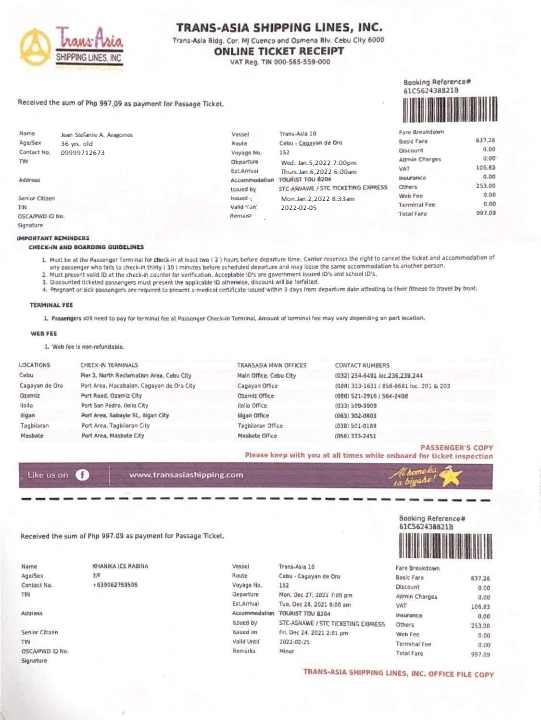 Trans-Asia
SHIPPING LINES, INC
TRANS-ASIA SHIPPING LINES, INC.
Trans-Asia Bldg. Cor. MJ Cuenco and Osmena Blv. Cebu City 6000
ONLINE TICKET RECEIPT
VAT Reg. TIN 000-565-559-000
Booking Reference#
61C562438821B
Received the sum of Php 997.09 as payment for Passage Ticket.
Name Jean Stefanie A. Aragones
Age/Sex 36 yrs. old
Contact No. 09999712673
TIN
Address
Senior Citizen
TIN
OSCA/PWD ID No.
Signature
Vessel Trans-Asia 10
Route Cebu - Cagayan de Oro
Voyage No. 152
Departure Wed. Jan.5,2022 7:00pm
Est.Arrival Thurs.Jan.6,2022 6:00am
Accommodation TOURIST TOU 8204
Issued by STC-ASNAWE / STC TICKETING EXPRESS
Issued Mon.Jan.2,2022 8:33am
Valid 2022-02-05
Remark
Fare Breakdown
Basic Fare 637.26
Discount 0.00
Admin Charges 0.00
VAT 106.83
Insurance 0.00
Others 253.00
Web Fee 0.00
Terminal Fee 0.00
Total Fare 997.09
IMPORTANT REMINDERS
CHECK-IN AND BOARDING GUIDELINES
1. Must be at the Passenger Terminal for check-in at least two ( 2 ) hours before departure time. Carrier reserves the right to cancel the ticket and accommodation of
any passenger who fails to check-in thirty ( 30 ) minutes before scheduled departure and may issue the same accommodation to another person.
2. Must present valid ID at the check-in counter for verification. Acceptable ID's are government issued ID's and school ID's.
3. Discounted ticketed passengers must present the applicable ID otherwise, discount will be forfeited.
4. Pregnant or sick passengers are required to present a medical certificate issued within 3 days from departure date attesting to their fitness to travel by boat.
TERMINAL FEE
1. Passengers still need to pay for terminal fee at Passenger Check-in Terminal, Amount of terminal fee may vary depending on port location.
WEB FEE
1. Web fee is non-refundable.
LOCATIONS CHECK-IN TERMINALS TRANSASIA MAIN OFFICES CONTACT NUMBERS
Cebu Pier 3, North Reclamation Area, Cebu City Main Office, Cebu City (032) 254-6491 loc.236,239,244
Cagayan de Oro Port Area, Macabalan, Cagayan de Oro City Cagayan Office (088) 313-1631 / 856-6691 loc. 201 & 203
Ozamiz Port Road, Ozamiz City Ozamiz Office (088) 521-2916 / 564-2408
Iloilo Port San Pedro, Iloilo City Iloilo Office (033) 509-9909
Iligan Port Area, Sabayle St., Iligan City Iligan Office (063) 302-0803
Tagbilaran Port Area, Tagbilaran City Tagbilaran Office (038) 501-0189
Masbate Port Area, Masbate City Masbate Office (056) 333-2451
PASSENGER'S COPY
Please keep with you at all times while onboard for ticket inspection
Like us on f www.transasiashipping.com
At home ka
sa biyahe!
Booking Reference#
61C562438821B
Received the sum of Php 997.09 as payment for Passage Ticket.
Name KHANIKA ICE RABINA
Age/Sex 3/F
Contact No. +639062759596
TIN
Address
Senior Citizen
TIN
OSCA/PWD ID No.
Signature
Vessel Trans-Asia 10
Route Cebu - Cagayan de Oro
Voyage No. 152
Departure Mon, Dec 27, 2021 7:00 pm
Est.Arrival Tue, Dec 28, 2021 6:00 am
Accommodation TOURIST TOU 8204
Issued by STC-ASNAWE / STC TICKETING EXPRESS
Issued on Fri, Dec 24, 2021 2:01 pm
Valid Until 2022-02-25
Remarks Minor
Fare Breakdown
Basic Fare 637.26
Discount 0.00
Admin Charges 0.00
VAT 106.83
Insurance 0.00
Others 253.00
Web Fee 0.00
Terminal Fee 0.00
Total Fare 997.09
TRANS-ASIA SHIPPING LINES, INC. OFFICE FILE COPY